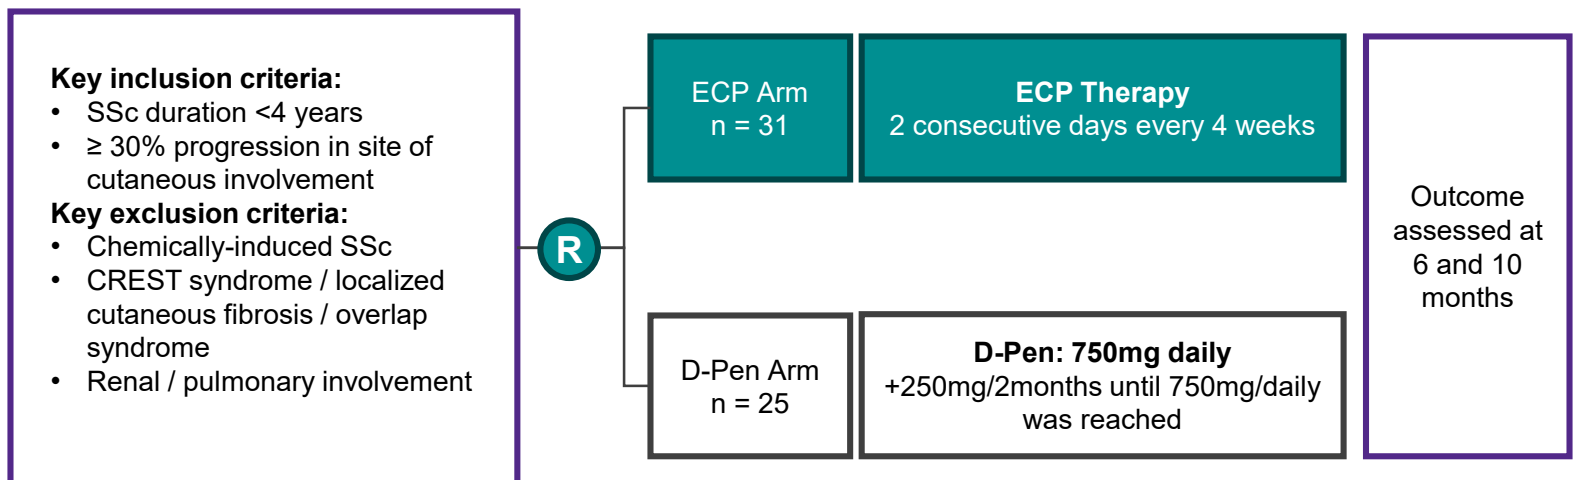 Key inclusion criteria:
• SSc duration <4 years
• ≥ 30% progression in site of
cutaneous involvement
Key exclusion criteria:
• Chemically-induced SSc
• CREST syndrome / localized
cutaneous fibrosis / overlap
syndrome
• Renal / pulmonary involvement
R
ECP Arm
n = 31
ECP Therapy
2 consecutive days every 4 weeks
D-Pen Arm
n = 25
D-Pen: 750mg daily
+250mg/2months until 750mg/daily
was reached
Outcome
assessed at
6 and 10
months